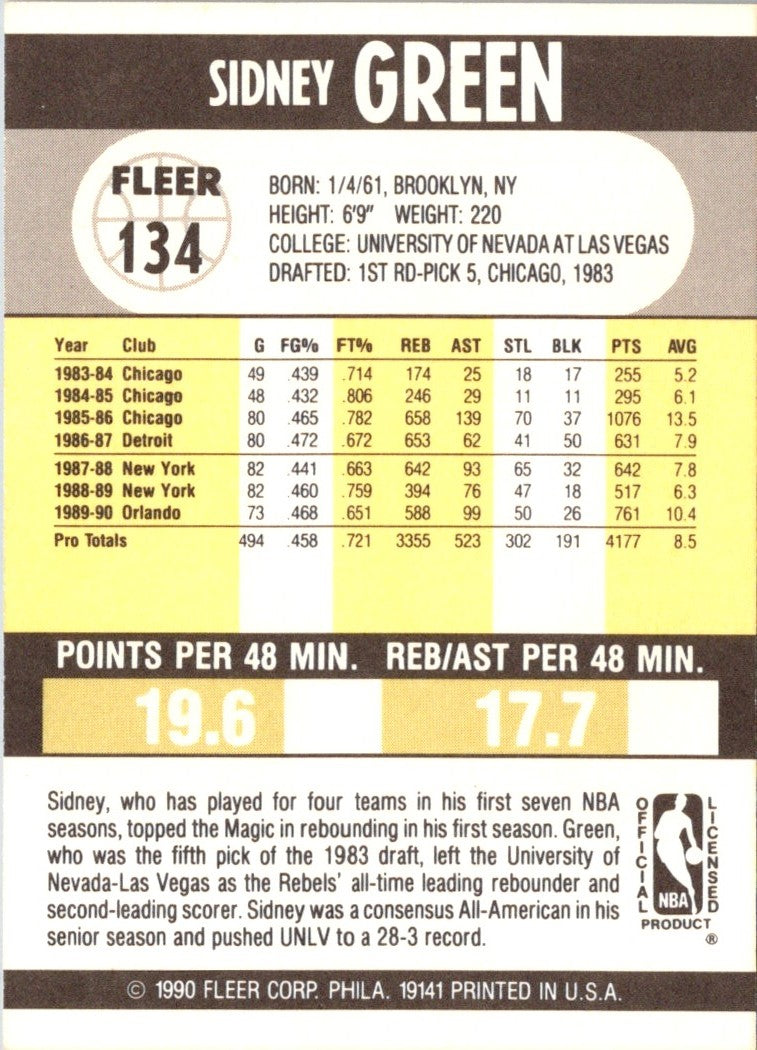 SIDNEY GREEN
FLEER
134
BORN: 1/4/61, BROOKLYN, NY
HEIGHT: 6'9" WEIGHT: 220
COLLEGE: UNIVERSITY OF NEVADA AT LAS VEGAS
DRAFTED: 1ST RD-PICK 5, CHICAGO, 1983
Year Club G FG% FT% REB AST STL BLK PTS AVG
1983-84 Chicago 49 .439 .714 174 25 18 17 255 5.2
1984-85 Chicago 48 .432 .806 246 29 11 11 295 6.1
1985-86 Chicago 80 .465 .782 658 139 70 37 1076 13.5
1986-87 Detroit 80 .472 .672 653 62 41 50 631 7.9
1987-88 New York 82 .441 .663 642 93 65 32 642 7.8
1988-89 New York 82 .460 .759 394 76 47 18 517 6.3
1989-90 Orlando 73 .468 .651 588 99 50 26 761 10.4
Pro Totals 494 .458 .721 3355 523 302 191 4177 8.5
POINTS PER 48 MIN. REB/AST PER 48 MIN.
19.6 17.7
Sidney, who has played for four teams in his first seven NBA
seasons, topped the Magic in rebounding in his first season. Green,
who was the fifth pick of the 1983 draft, left the University of
Nevada-Las Vegas as the Rebels' all-time leading rebounder and
second-leading scorer. Sidney was a consensus All-American in his
senior season and pushed UNLV to a 28-3 record.
OFFICIAL
LICENSED
NBA
PRODUCT
®
© 1990 FLEER CORP. PHILA. 19141 PRINTED IN U.S.A.